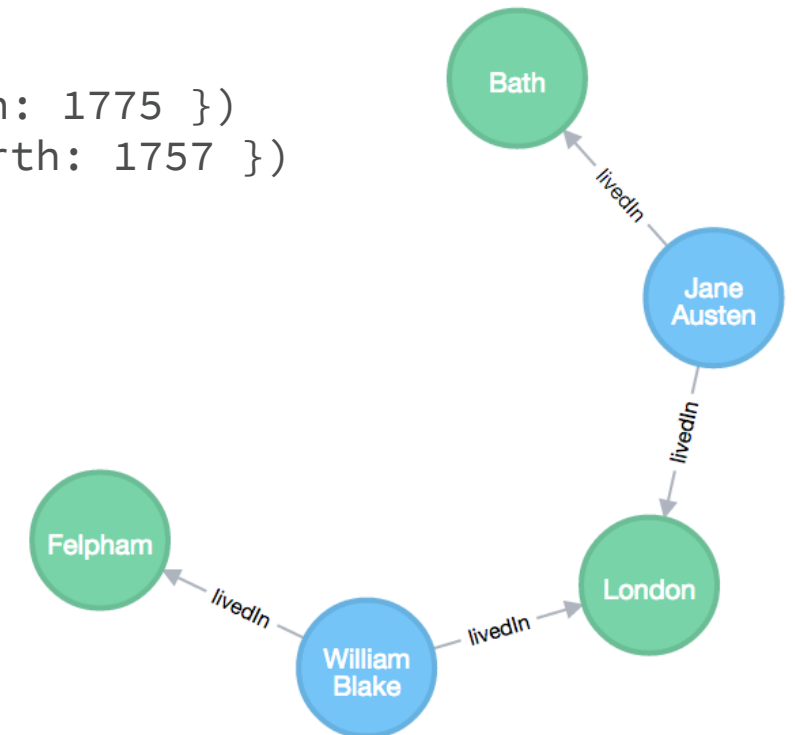 h: 1775 })
rth: 1757 })
Bath
livedIn
Jane
Austen
livedIn
Felpham
livedIn
William
Blake
livedIn
London